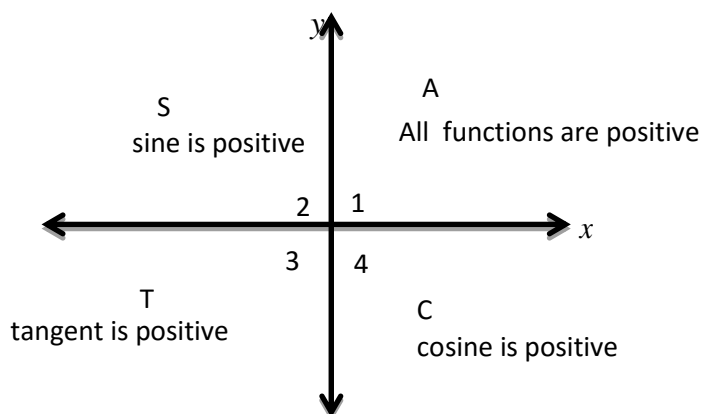 y
A
S
All functions are positive
sine is positive
2 1
x
3 4
T
C
tangent is positive
cosine is positive